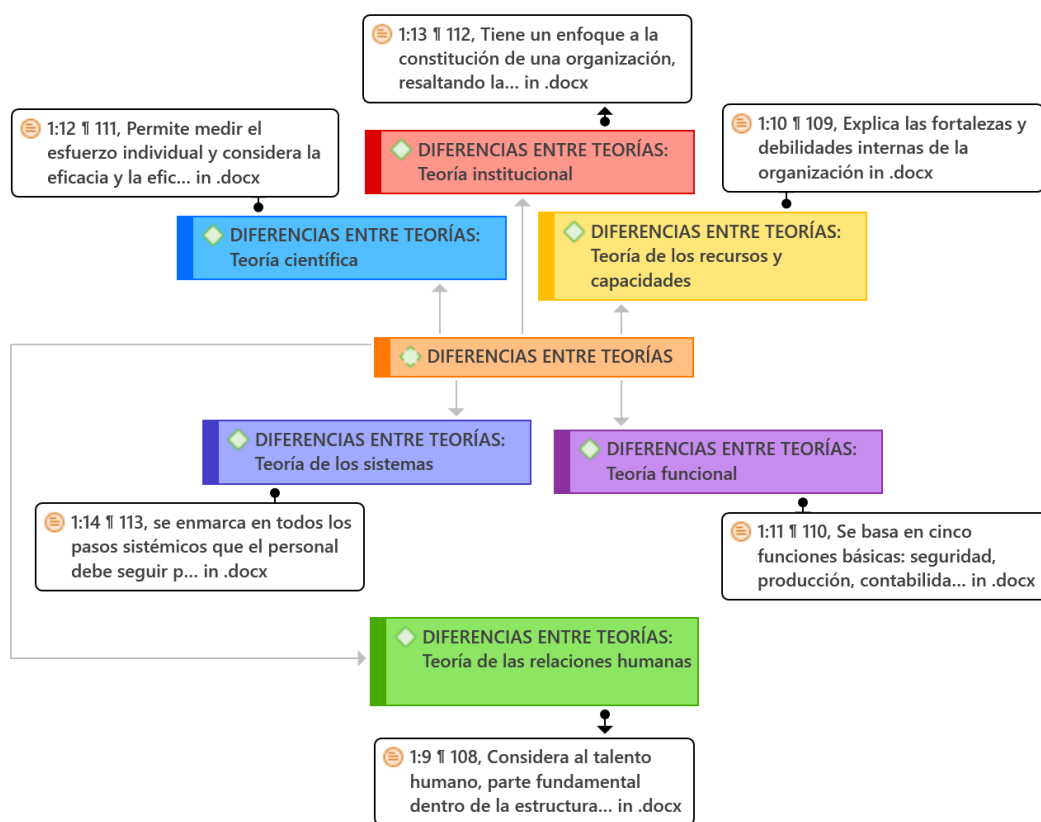 1:13 ¶ 112, Tiene un enfoque a la
constitución de una organización,
resaltando la... in .docx
1:12 ¶ 111, Permite medir el
esfuerzo individual y considera la
eficacia y la efic... in .docx
1:10 ¶ 109, Explica las fortalezas y
debilidades internas de la
organización in .docx
DIFERENCIAS ENTRE TEORÍAS:
Teoría institucional
DIFERENCIAS ENTRE TEORÍAS:
Teoría científica
DIFERENCIAS ENTRE TEORÍAS:
Teoría de los recursos y
capacidades
DIFERENCIAS ENTRE TEORÍAS
DIFERENCIAS ENTRE TEORÍAS:
Teoría de los sistemas
DIFERENCIAS ENTRE TEORÍAS:
Teoría funcional
1:14 ¶ 113, se enmarca en todos los
pasos sistémicos que el personal
debe seguir p... in .docx
1:11 ¶ 110, Se basa en cinco
funciones básicas: seguridad,
producción, contabilida... in .docx
DIFERENCIAS ENTRE TEORÍAS:
Teoría de las relaciones humanas
1:9 ¶ 108, Considera al talento
humano, parte fundamental
dentro de la estructura... in .docx